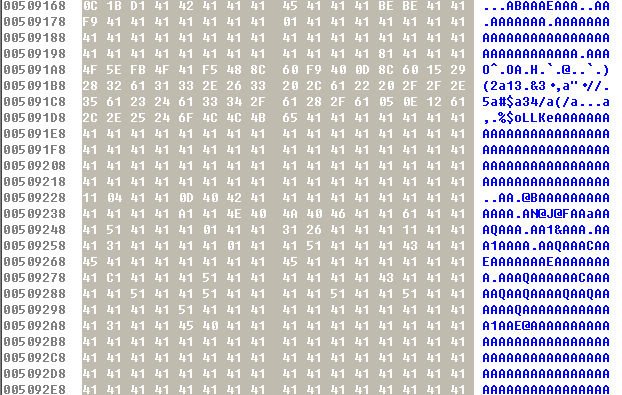 00509168 0C 1B D1 41 42 41 41 41 45 41 41 41 BE BE 41 41 ...ABAAAEAAA..AA
00509178 F9 41 41 41 41 41 41 41 01 41 41 41 41 41 41 41 .AAAAAAA.AAAAAAA
00509188 41 41 41 41 41 41 41 41 41 41 41 41 41 41 41 41 AAAAAAAAAAAAAAAA
00509198 41 41 41 41 41 41 41 41 41 41 41 41 81 41 41 41 AAAAAAAAAAAA.AAA
005091A8 4F 5E FB 4F 41 F5 48 8C 60 F9 40 0D 8C 60 15 29 O^.OA.H.`.@..`.)
005091B8 28 32 61 31 33 2E 26 33 20 2C 61 22 20 2F 2F 2E (2a13.&3 ,a" //.
005091C8 35 61 23 24 61 33 34 2F 61 28 2F 61 05 0E 12 61 5a#$a34/a(/a...a
005091D8 2C 2E 25 24 6F 4C 4C 4B 65 41 41 41 41 41 41 41 ,.%$oLLKeAAAAAAA
005091E8 41 41 41 41 41 41 41 41 41 41 41 41 41 41 41 41 AAAAAAAAAAAAAAAA
005091F8 41 41 41 41 41 41 41 41 41 41 41 41 41 41 41 41 AAAAAAAAAAAAAAAA
00509208 41 41 41 41 41 41 41 41 41 41 41 41 41 41 41 41 AAAAAAAAAAAAAAAA
00509218 41 41 41 41 41 41 41 41 41 41 41 41 41 41 41 41 AAAAAAAAAAAAAAAA
00509228 11 04 41 41 0D 40 42 41 41 41 41 41 41 41 41 41 ..AA.@BAAAAAAAAA
00509238 41 41 41 41 A1 41 4E 40 4A 40 46 41 41 61 41 41 AAAA.AN@J@FAAaAA
00509248 41 51 41 41 41 01 41 41 31 26 41 41 41 11 41 41 AQAAA.AA1&AAA.AA
00509258 41 31 41 41 41 41 01 41 41 51 41 41 41 43 41 41 A1AAAA.AAQAAACAA
00509268 45 41 41 41 41 41 41 41 45 41 41 41 41 41 41 41 EAAAAAAAEAAAAAAA
00509278 41 C1 41 41 41 51 41 41 41 41 41 41 43 41 41 41 A.AAAQAAAAAACAAA
00509288 41 41 51 41 41 51 41 41 41 41 51 41 41 51 41 41 AAQAAQAAAAQAAQAA
00509298 41 41 41 41 51 41 41 41 41 41 41 41 41 41 41 41 AAAAQAAAAAAAAAAA
005092A8 41 31 41 41 45 40 41 41 41 41 41 41 41 41 41 41 A1AAE@AAAAAAAAAA
005092B8 41 41 41 41 41 41 41 41 41 41 41 41 41 41 41 41 AAAAAAAAAAAAAAAA
005092C8 41 41 41 41 41 41 41 41 41 41 41 41 41 41 41 41 AAAAAAAAAAAAAAAA
005092D8 41 41 41 41 41 41 41 41 41 41 41 41 41 41 41 41 AAAAAAAAAAAAAAAA
005092E8 41 41 41 41 41 41 41 41 41 41 41 41 41 41 41 41 AAAAAAAAAAAAAAAA